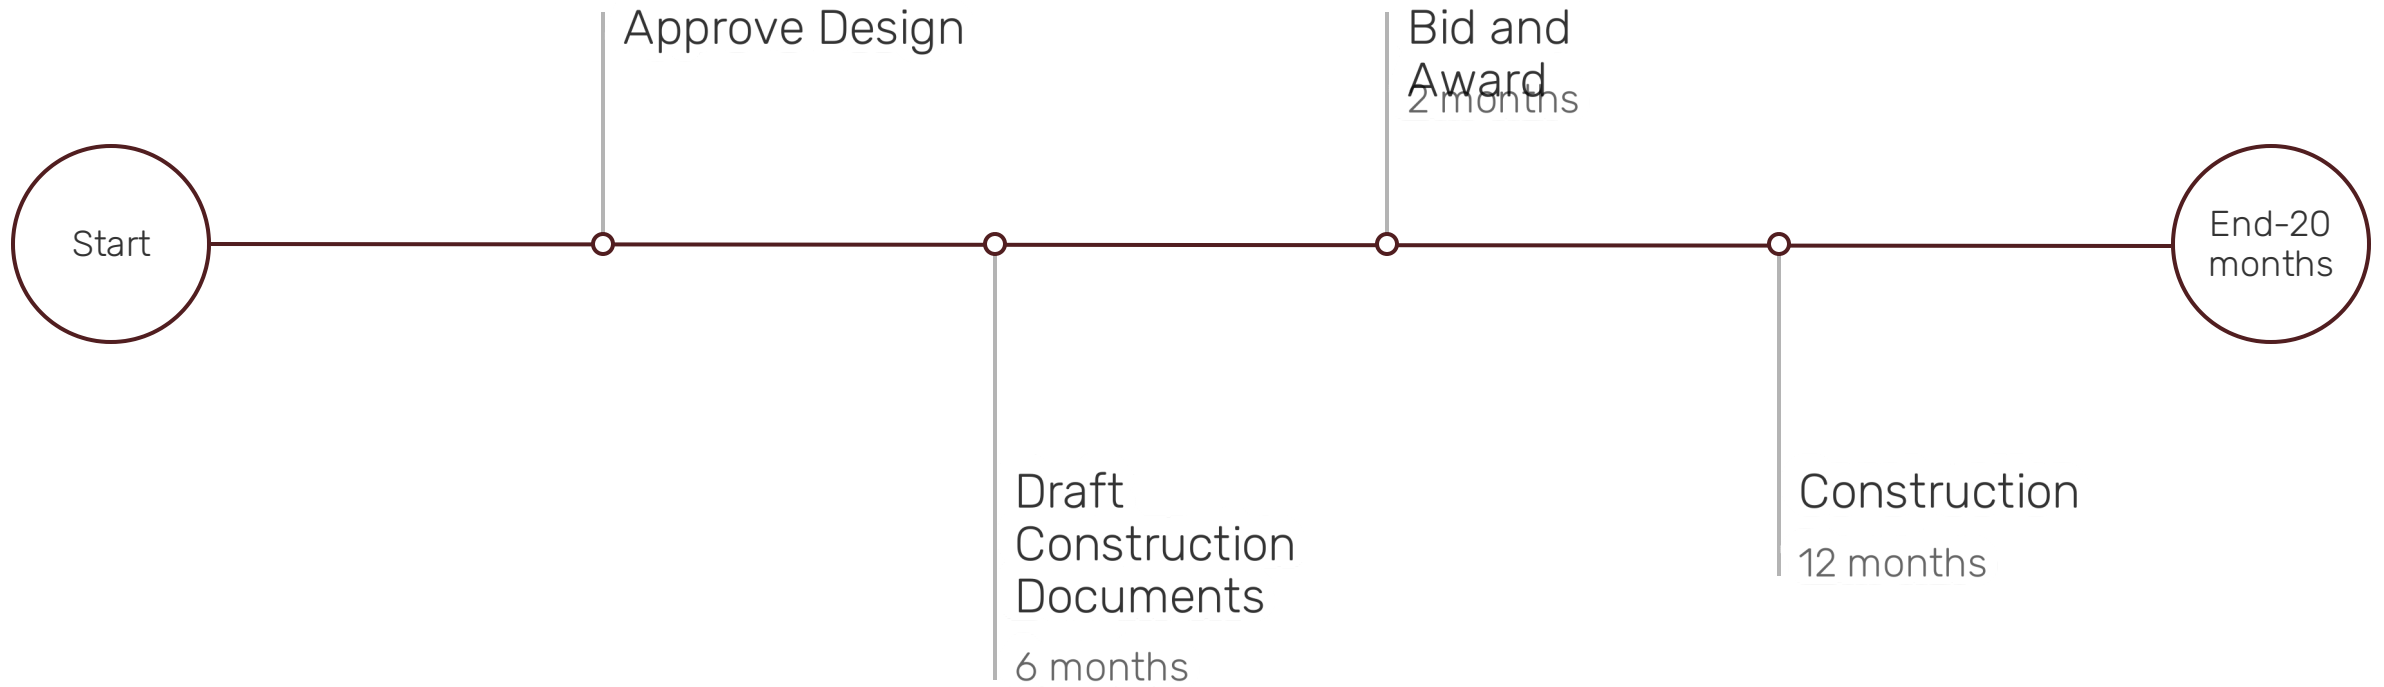 Start
Approve Design
Draft
Construction
Documents
6 months
Bid and
Award
2 months
Construction
12 months
End-20
months